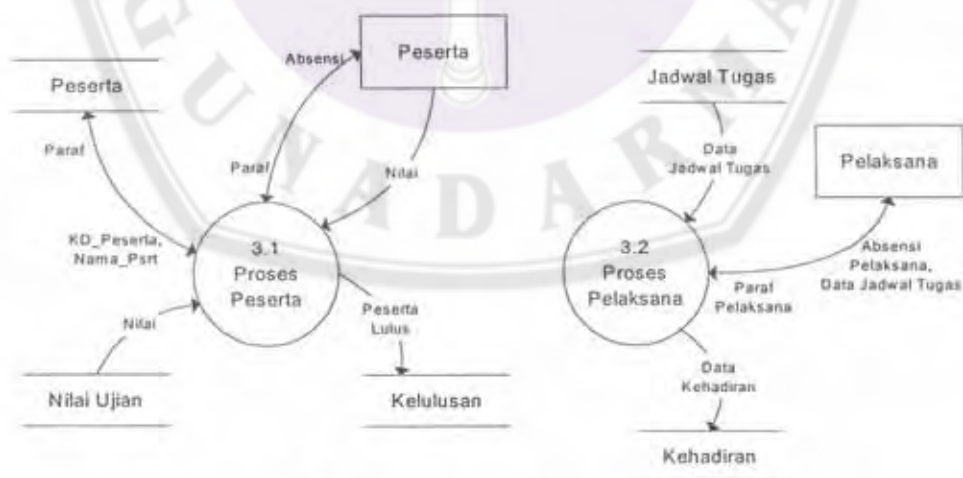 Peserta
Absensi
Peserta
Jadwal Tugas
Paraf
Paraf
Nilai
Data
Jadwal Tugas
Pelaksana
KD_Peserta,
Nama_Psrt
3.1
Proses
Peserta
3.2
Proses
Pelaksana
Absensi
Pelaksana,
Data Jadwal Tugas
Paraf
Pelaksana
Nilai
Peserta
Lulus
Data
Kehadiran
Nilai Ujian
Kelulusan
Kehadiran
GUNADARMA